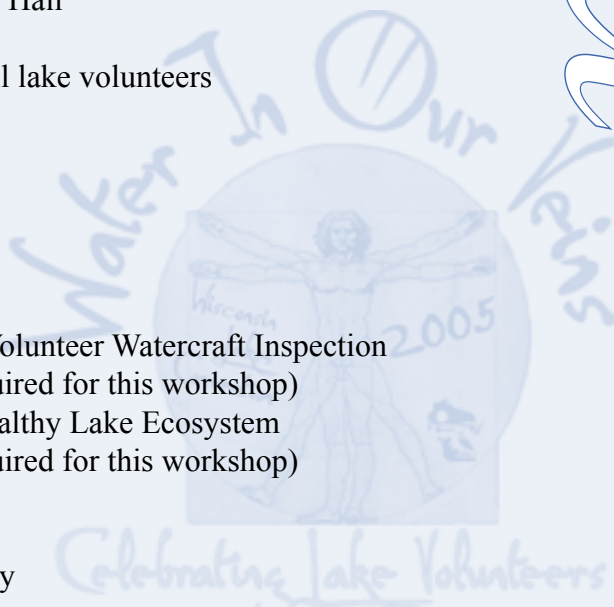 Hall
l lake volunteers
Water In Our Veins
Wisconsin
2005
olunteer Watercraft Inspection
uired for this workshop)
althy Lake Ecosystem
uired for this workshop)
y
Celebrating Lake Volunteers